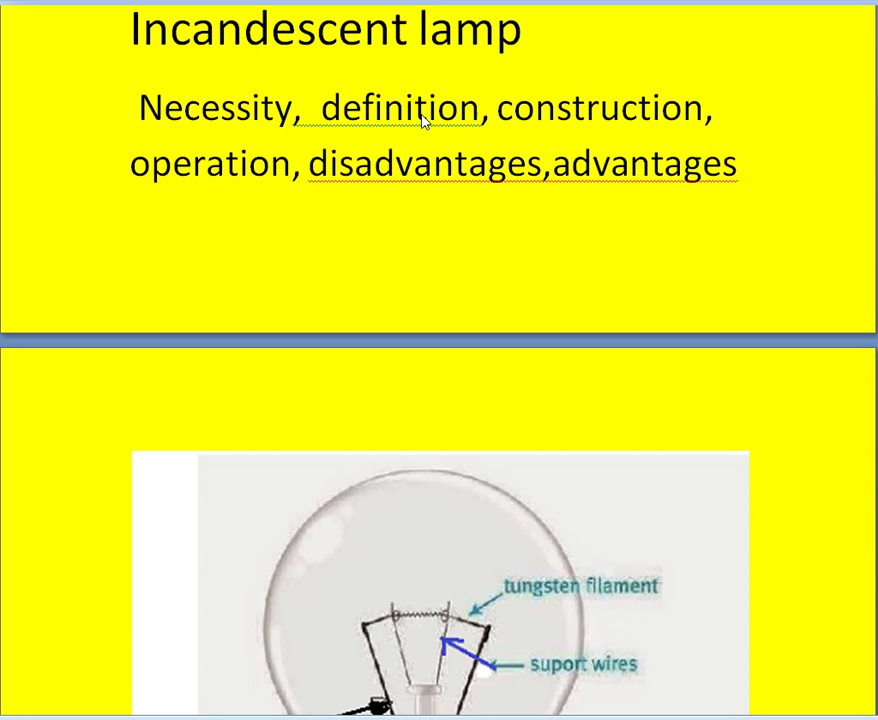 Incandescent lamp
Necessity, definition, construction,
operation, disadvantages,advantages
tungsten filament
suport wires